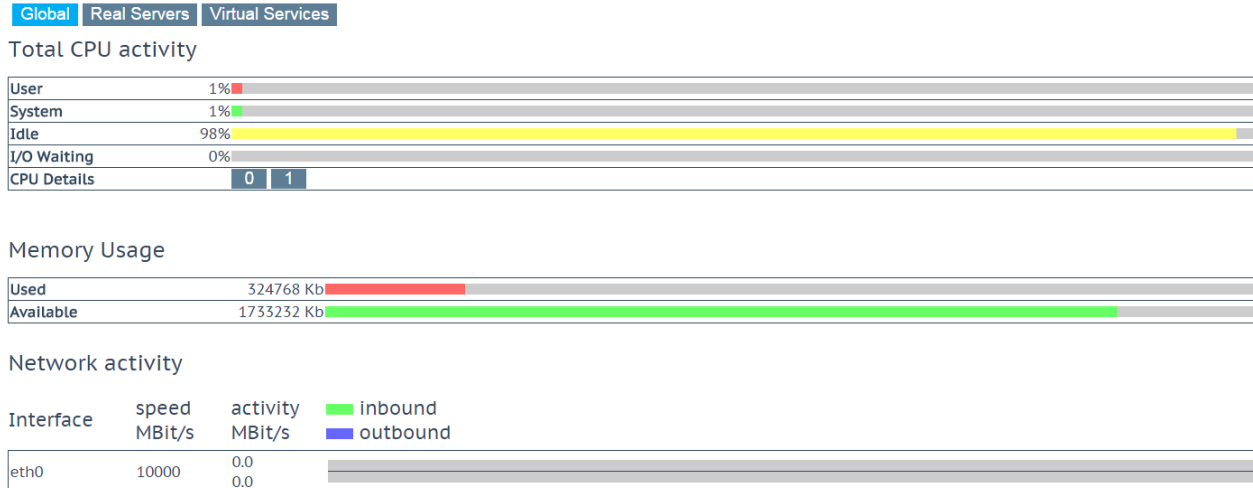 Global Real Servers Virtual Services
Total CPU activity
User 1%
System 1%
Idle 98%
I/O Waiting 0%
CPU Details 0 1
Memory Usage
Used 324768 Kb
Available 1733232 Kb
Network activity
Interface speed MBit/s activity MBit/s inbound
outbound
eth0 10000 0.0
0.0